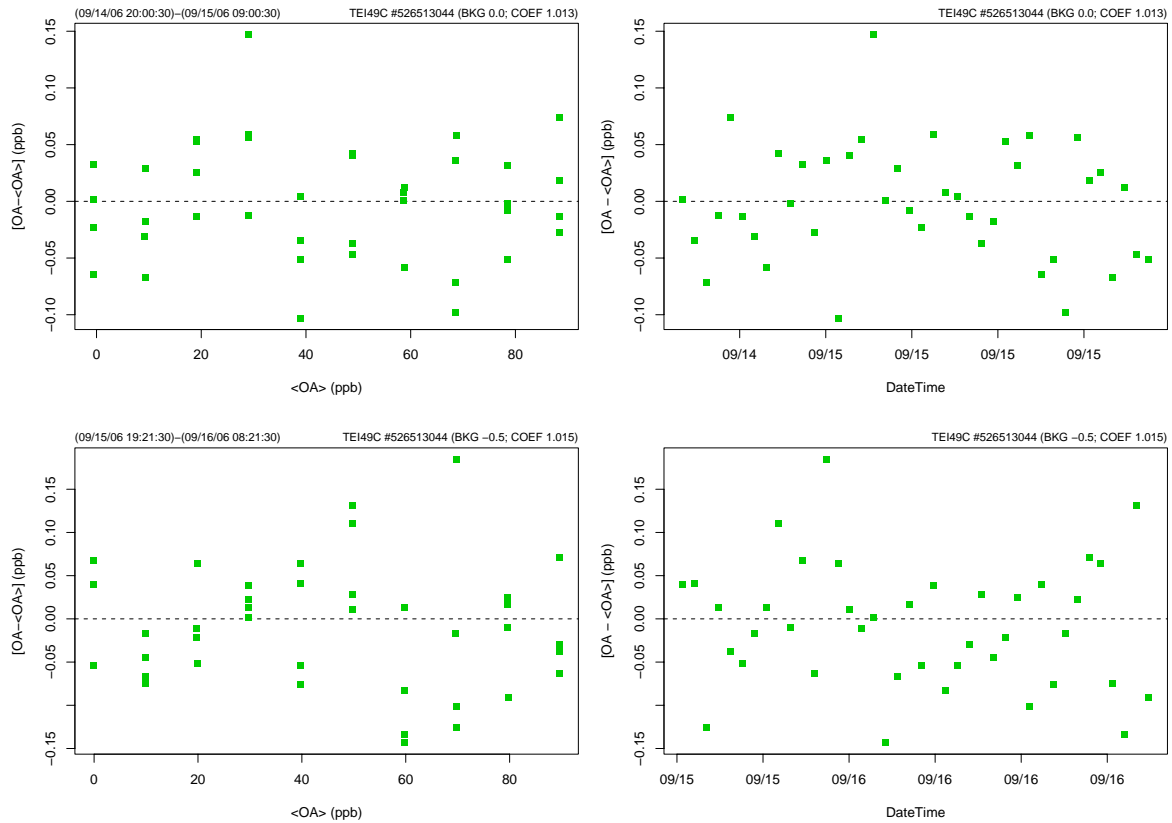 (09/14/06 20:00:30)−(09/15/06 09:00:30)
TEI49C #526513044 (BKG 0.0; COEF 1.013)
[OA−<OA>] (ppb)
0.15
0.10
0.05
0.00
−0.05
−0.10
0 20 40 60 80
<OA> (ppb)
TEI49C #526513044 (BKG 0.0; COEF 1.013)
[OA − <OA>] (ppb)
0.15
0.10
0.05
0.00
−0.05
−0.10
09/14 09/15 09/15 09/15 09/15
DateTime
(09/15/06 19:21:30)−(09/16/06 08:21:30)
TEI49C #526513044 (BKG −0.5; COEF 1.015)
[OA−<OA>] (ppb)
0.15
0.10
0.05
0.00
−0.05
−0.15
0 20 40 60 80
<OA> (ppb)
TEI49C #526513044 (BKG −0.5; COEF 1.015)
[OA − <OA>] (ppb)
0.15
0.10
0.05
0.00
−0.05
−0.15
09/15 09/15 09/16 09/16 09/16 09/16
DateTime